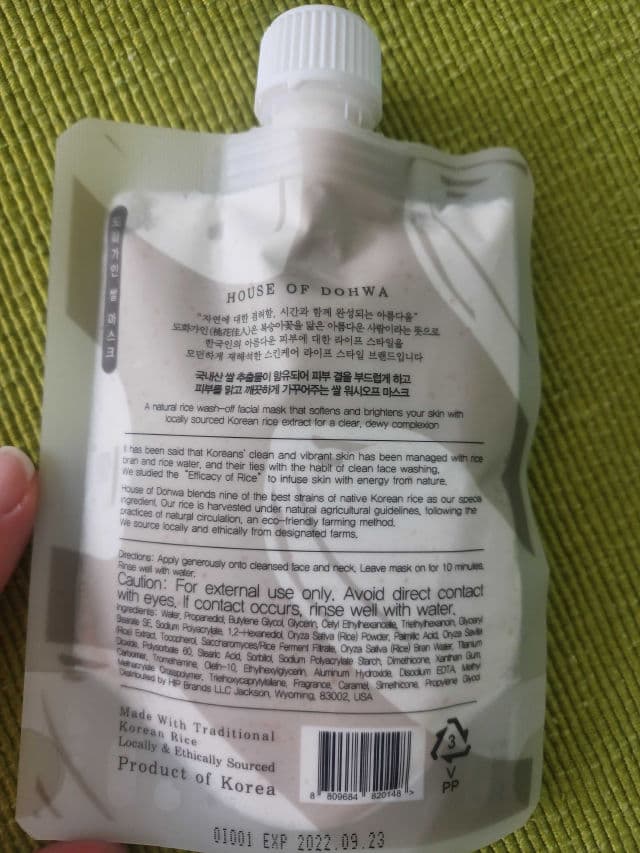 도화가인 쌀 마스크
HOUSE OF DOHWA
"자연에 대한 겸허함, 시간과 함께 완성되는 아름다움"
도화가인(桃花佳人)은 복숭아꽃을 닮은 아름다운 사람이라는 뜻으로
한국인의 아름다운 피부에 대한 라이프 스타일을
모던하게 재해석한 스킨케어 라이프 스타일 브랜드입니다
국내산 쌀 추출물이 함유되어 피부 결을 부드럽게 하고
피부를 맑고 깨끗하게 가꾸어주는 쌀 워시오프 마스크
A natural rice wash-off facial mask that softens and brightens your skin with
locally sourced Korean rice extract for a clear, dewy complexion
It has been said that Koreans' clean and vibrant skin has been managed with rice
bran and rice water, and their ties with the habit of clean face washing.
We studied the "Efficacy of Rice" to infuse skin with energy from nature.
House of Dohwa blends nine of the best strains of native Korean rice as our specia
ingredient. Our rice is harvested under natural agricultural guidelines, following the
practices of natural circulation, an eco-friendly farming method.
We source locally and ethically from designated farms.
Directions: Apply generously onto cleansed face and neck. Leave mask on for 10 minutes.
Rinse well with water.
Caution: For external use only. Avoid direct contact
with eyes. If contact occurs, rinse well with water.
Ingredients: Water, Propanediol, Butylene Glycol, Glycerin, Cetyl Ethylhexanoate, Triethylhexanoin, Glyceryl
Stearate SE, Sodium Polyacrylate, 1,2-Hexanediol, Oryza Sativa (Rice) Powder, Palmitic Acid, Oryza Sativa
(Rice) Extract, Tocopherol, Saccharomyces/Rice Ferment Filtrate, Oryza Sativa (Rice) Bran Water, Titanium
Dioxide, Polysorbate 60, Stearic Acid, Sorbitol, Sodium Polyacrylate Starch, Dimethicone, Xanthan Gum,
Carbomer, Tromethamine, Oleth-10, Ethylhexylglycerin, Aluminum Hydroxide, Disodium EDTA, Methyl
Methacrylate Crosspolymer, Triethoxycaprylylsilane, Fragrance, Caramel, Simethicone, Propylene Glycol
Distributed by HP Brands LLC Jackson, Wyoming, 83002, USA
Made With Traditional
Korean Rice
Locally & Ethically Sourced
Product of Korea
8 809684 820148 >
3
V
PP
OI001 EXP 2022.09.23